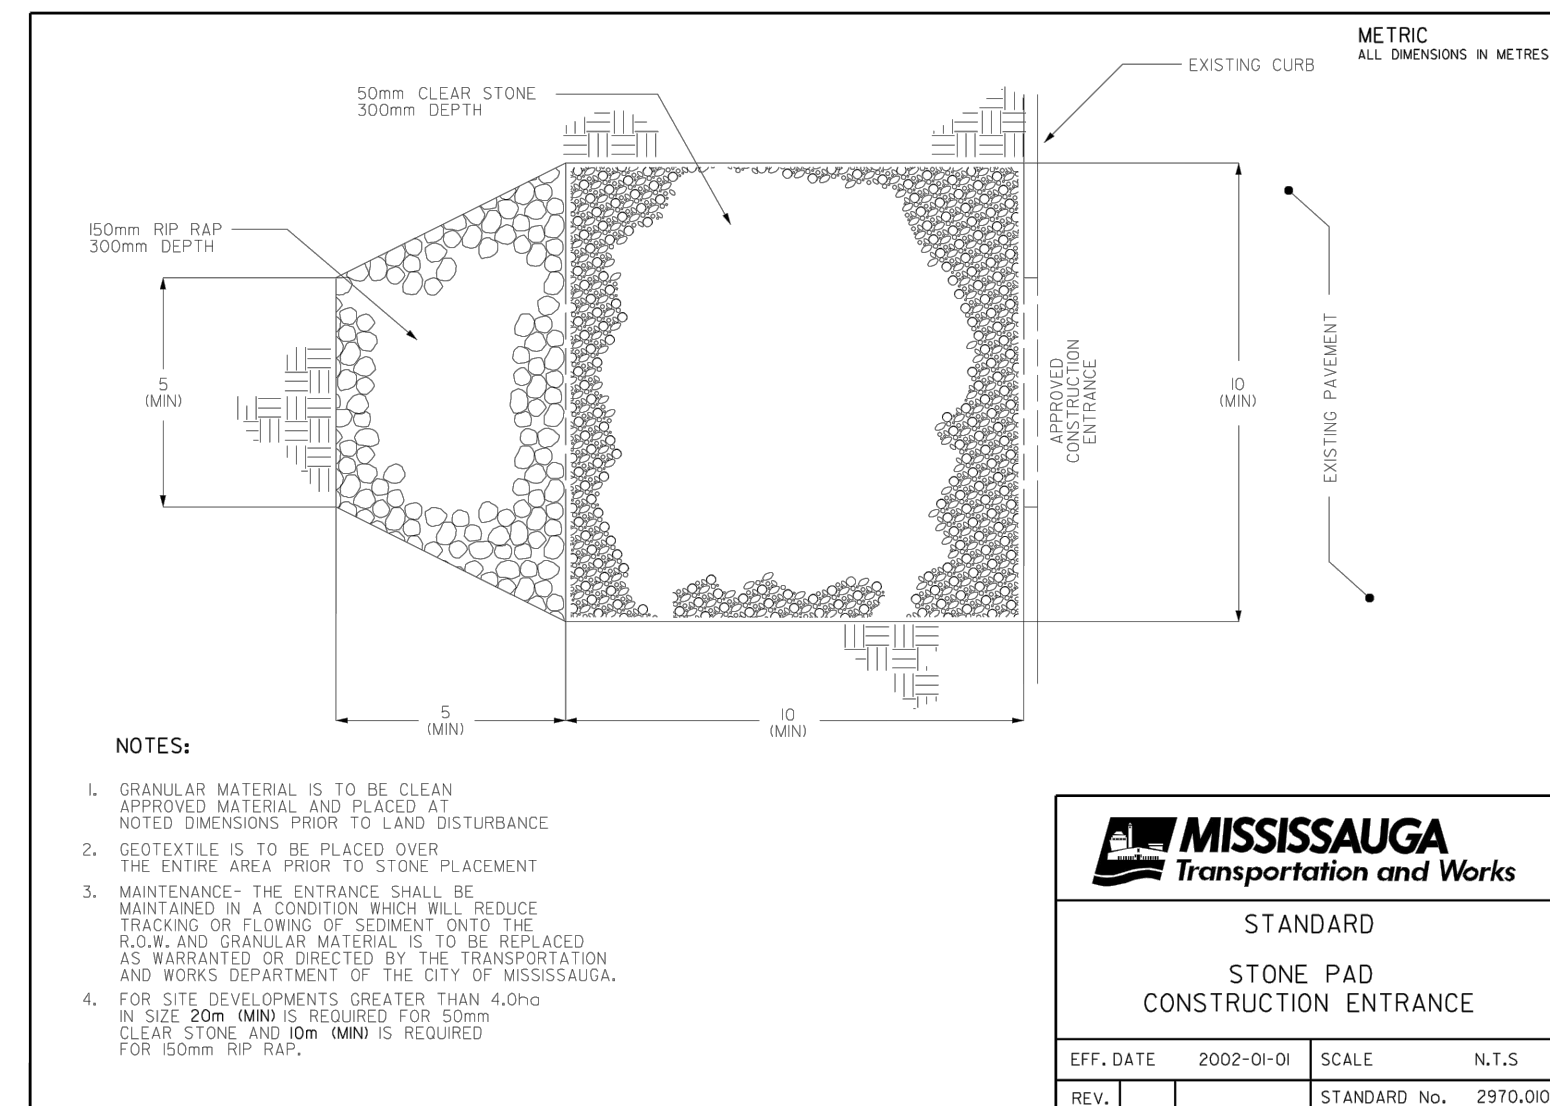 METRIC
ALL DIMENSIONS IN METRES
EXISTING CURB
50mm CLEAR STONE
300mm DEPTH
150mm RIP RAP
300mm DEPTH
5
(MIN)
APPROVED
CONSTRUCTION
ENTRANCE
10
(MIN)
EXISTING PAVEMENT
5
(MIN)
10
(MIN)
NOTES:
1. GRANULAR MATERIAL IS TO BE CLEAN
APPROVED MATERIAL AND PLACED AT
NOTED DIMENSIONS PRIOR TO LAND DISTURBANCE
2. GEOTEXTILE IS TO BE PLACED OVER
THE ENTIRE AREA PRIOR TO STONE PLACEMENT
3. MAINTENANCE- THE ENTRANCE SHALL BE
MAINTAINED IN A CONDITION WHICH WILL REDUCE
TRACKING OR FLOWING OF SEDIMENT ONTO THE
R.O.W. AND GRANULAR MATERIAL IS TO BE REPLACED
AS WARRANTED OR DIRECTED BY THE TRANSPORTATION
AND WORKS DEPARTMENT OF THE CITY OF MISSISSAUGA.
4. FOR SITE DEVELOPMENTS GREATER THAN 4.0ha
IN SIZE 20m (MIN) IS REQUIRED FOR 50mm
CLEAR STONE AND 10m (MIN) IS REQUIRED
FOR 150mm RIP RAP.
MISSISSAUGA
Transportation and Works
STANDARD
STONE PAD
CONSTRUCTION ENTRANCE
EFF. DATE 2002-01-01 SCALE N.T.S
REV. STANDARD No. 2970.010